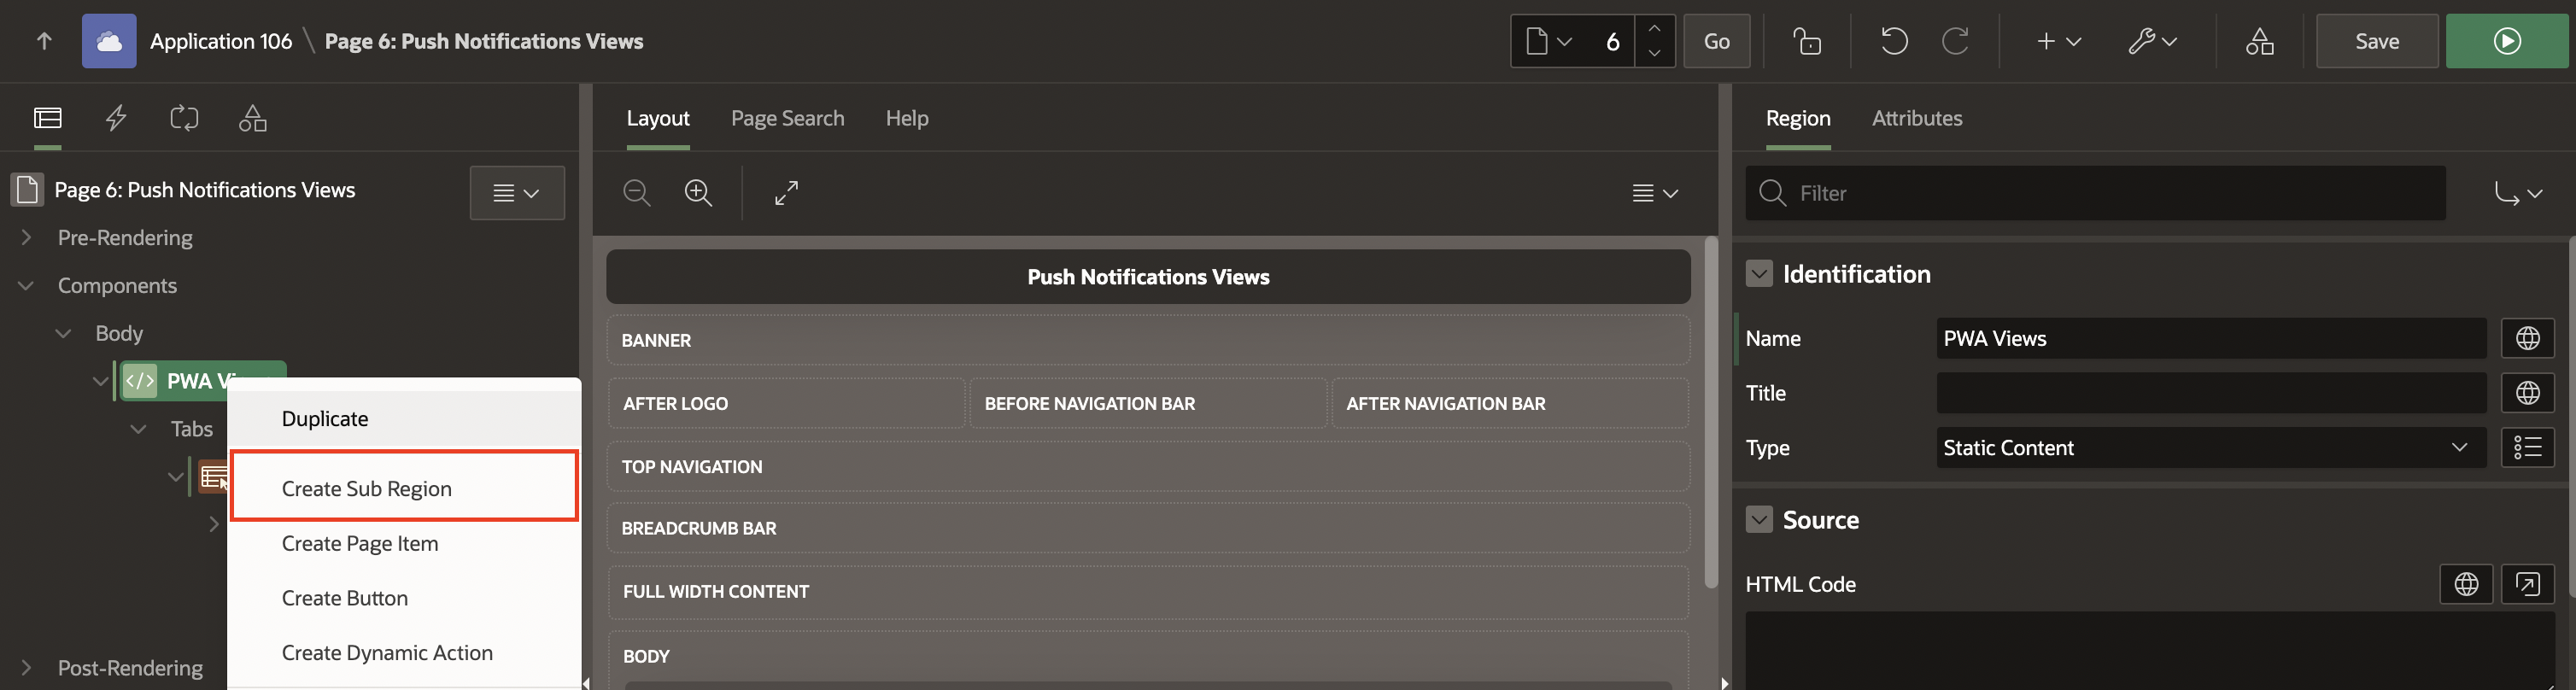 Application 106 \ Page 6: Push Notifications Views
6
Go
Save
Layout
Page Search
Help
Region
Attributes
Page 6: Push Notifications Views
Pre-Rendering
Components
Body
PWA
Tabs
Post-Rendering
Duplicate
Create Sub Region
Create Page Item
Create Button
Create Dynamic Action
Push Notifications Views
BANNER
AFTER LOGO
BEFORE NAVIGATION BAR
AFTER NAVIGATION BAR
TOP NAVIGATION
BREADCRUMB BAR
FULL WIDTH CONTENT
BODY
Filter
Identification
Name
PWA Views
Title
Type
Static Content
Source
HTML Code